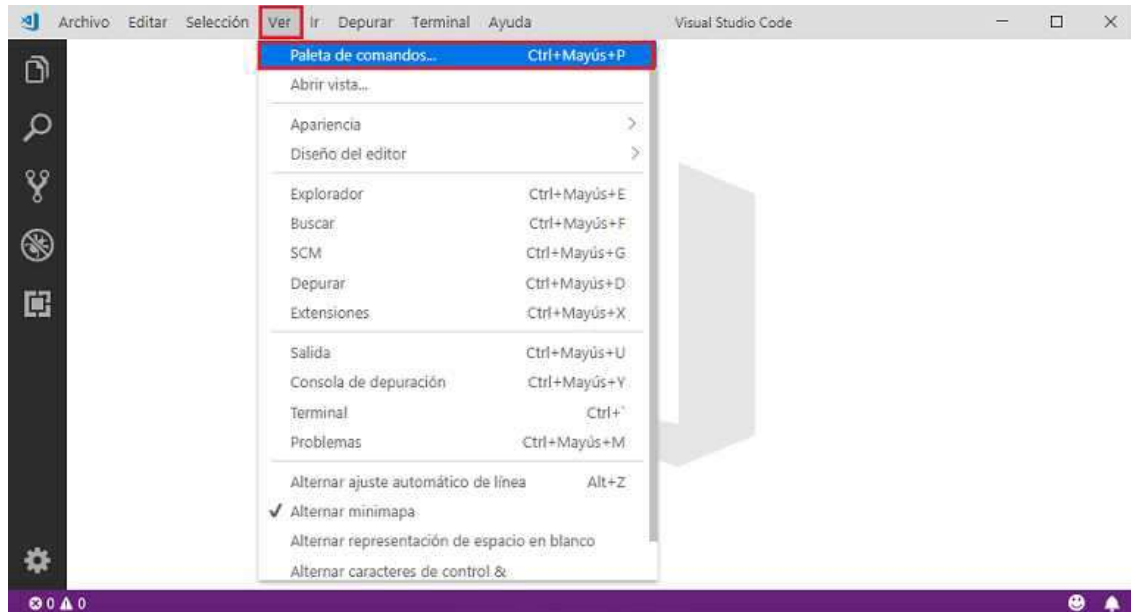 Archivo Editar Selección Ver Ir Depurar Terminal Ayuda Visual Studio Code
Paleta de comandos... Ctrl+Mayús+P
Abrir vista...
Apariencia
Diseño del editor
Explorador Ctrl+Mayús+E
Buscar Ctrl+Mayús+F
SCM Ctrl+Mayús+G
Depurar Ctrl+Mayús+D
Extensiones Ctrl+Mayús+X
Salida Ctrl+Mayús+U
Consola de depuración Ctrl+Mayús+Y
Terminal Ctrl+`
Problemas Ctrl+Mayús+M
Alternar ajuste automático de línea Alt+Z
Alternar minimapa
Alternar representación de espacio en blanco
Alternar caracteres de control &
0 0